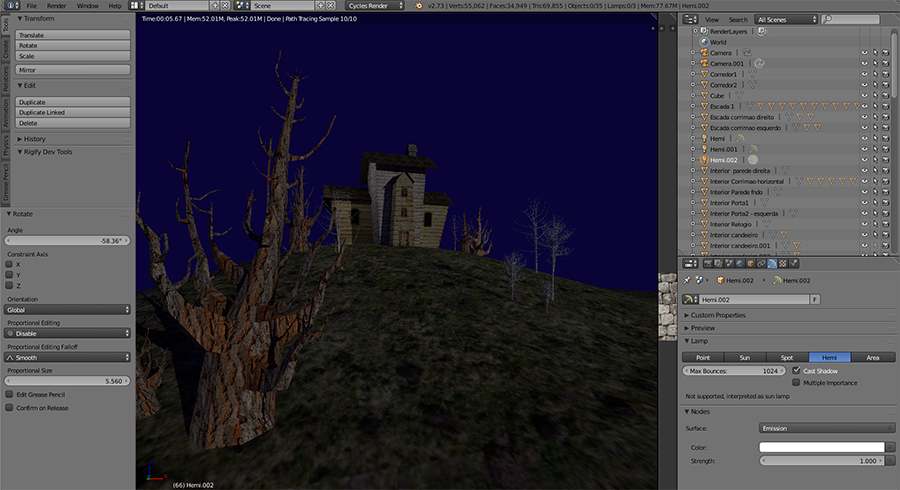 File Render Window Help Default Scene Cycles Render v2.73 | Verts:55,062 | Faces:34,949 | Tris:69,855 | Objects:0/35 | Lamps:0/3 | Mem:77.67M | Hemi.002
Time:00:05.67 | Mem:52.01M, Peak:52.01M | Done | Path Tracing Sample 10/10
Tools
Create
Relations
Animation
Physics
Grease Pencil
Transform
Translate
Rotate
Scale
Mirror
Edit
Duplicate
Duplicate Linked
Delete
History
Rigify Dev Tools
Rotate
Angle
-58.36°
Constraint Axis
X
Y
Z
Orientation
Global
Proportional Editing
Disable
Proportional Editing Falloff
Smooth
Proportional Size
5.560
Edit Grease Pencil
Confirm on Release
(66) Hemi.002
View Search All Scenes
RenderLayers
World
Camera
Camera.001
Corredor1
Corredor2
Cube
Escada 1
Escada corrimao direito
Escada corrimao esquerdo
Hemi
Hemi.001
Hemi.002
Interior parede direita
Interior Corrimao horizontal
Interior Parede fndo
Interior Porta1
Interior Porta2 - esquerda
Interior Relogio
Interior candeeiro
Interior candeeiro.001
Hemi.002 Hemi.002
Hemi.002 F
Custom Properties
Preview
Lamp
Point Sun Spot Hemi Area
Max Bounces: 1024 Cast Shadow
Multiple Importance
Not supported, interpreted as sun lamp
Nodes
Surface: Emission
Color:
Strength: 1.000